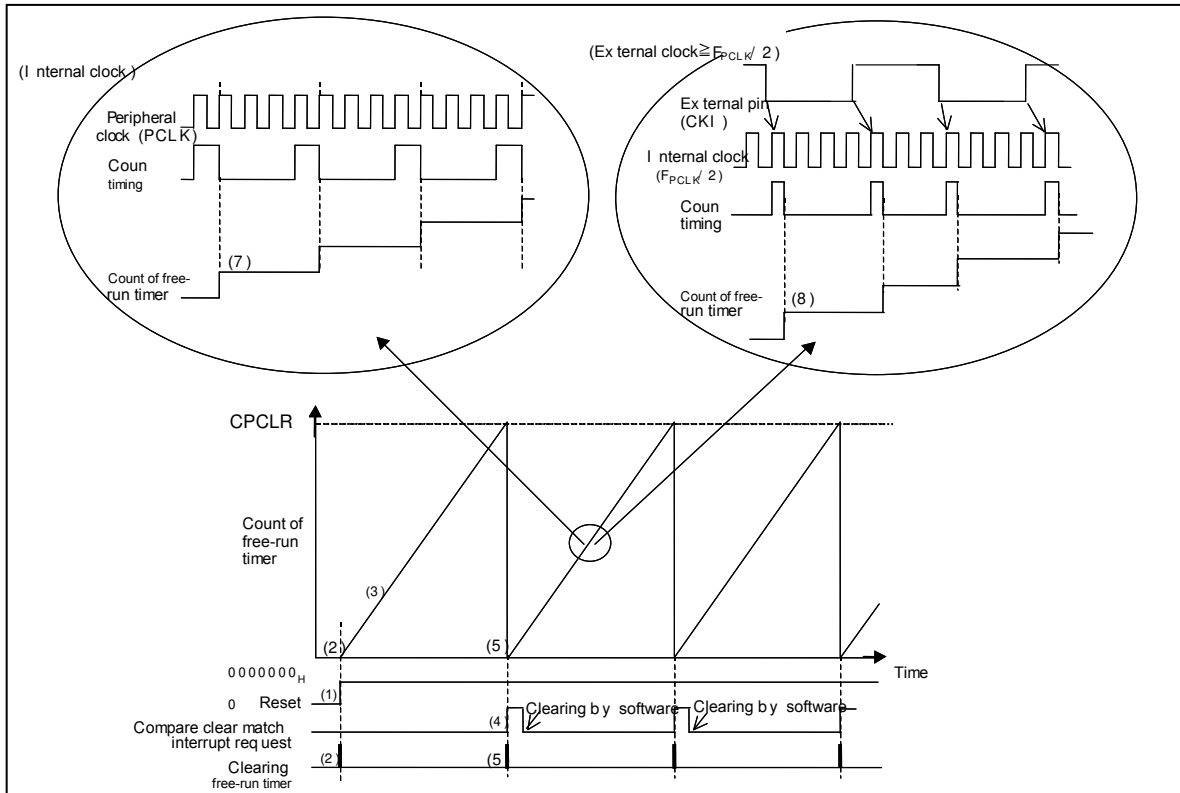 (I nternal clock)
Peripheral
clock (PCLK)
Coun
timing
(7)
Count of free-
run timer
(Ex ternal clock≧FPCLK/ 2)
Ex ternal pin
(CKI )
I nternal clock
(FPCLK/ 2)
Coun
timing
(8)
Count of free-
run timer
CPCLR
Count of
free-run
timer
(3)
(2)
(5)
Time
0000000H
0
Reset
(1)
Clearing b y software
Clearing b y software
Compare clear match
interrupt req uest
(4)
(2)
(5
Clearing
free-run timer